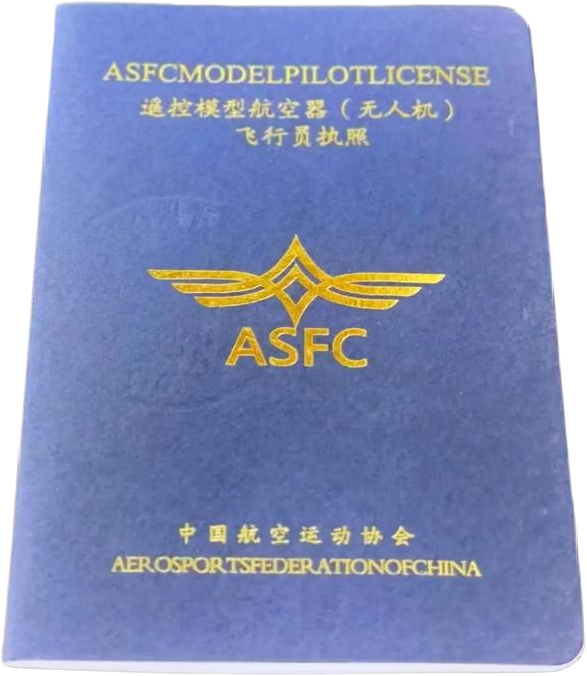 ASFCMODELPILOTLICENSE
遥控模型航空器（无人机）
飞行员执照
ASFC
中国航空运动协会
AEROSPORTSFEDERATIONOFCHINA